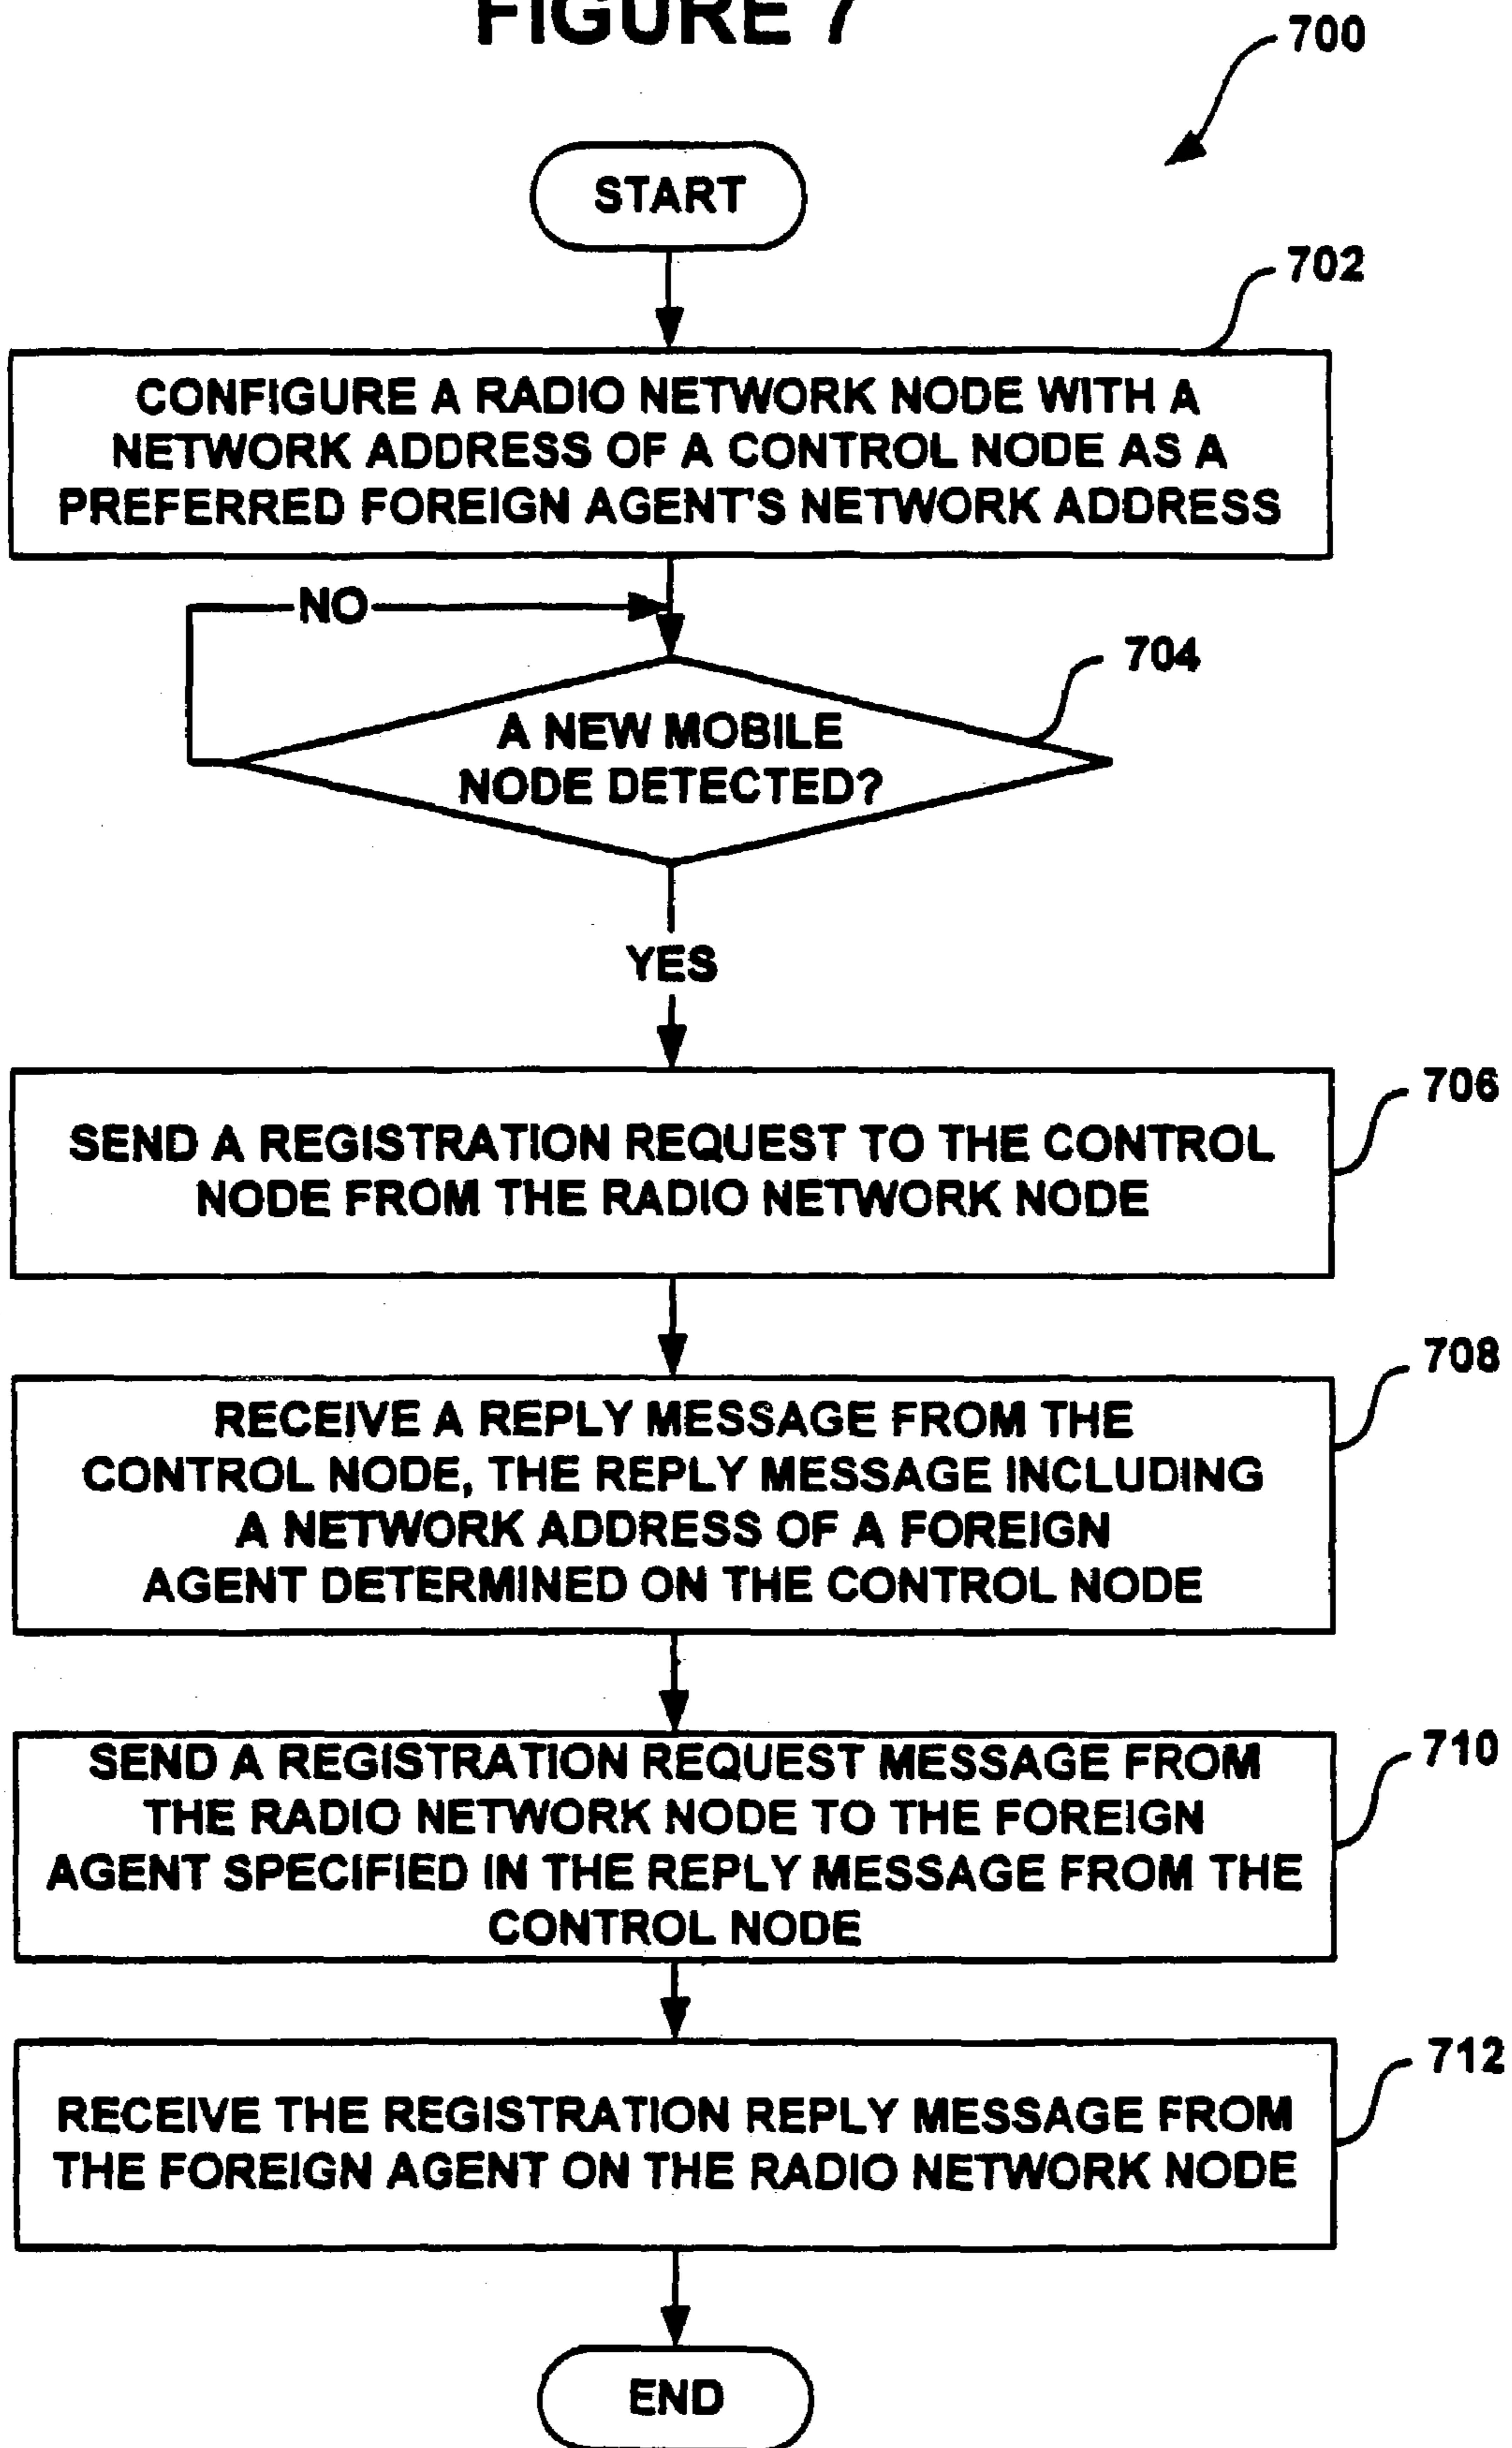 FIGURE 7
700
START
702
CONFIGURE A RADIO NETWORK NODE WITH A
NETWORK ADDRESS OF A CONTROL NODE AS A
PREFERRED FOREIGN AGENT'S NETWORK ADDRESS
NO
704
A NEW MOBILE
NODE DETECTED?
YES
706
SEND A REGISTRATION REQUEST TO THE CONTROL
NODE FROM THE RADIO NETWORK NODE
708
RECEIVE A REPLY MESSAGE FROM THE
CONTROL NODE, THE REPLY MESSAGE INCLUDING
A NETWORK ADDRESS OF A FOREIGN
AGENT DETERMINED ON THE CONTROL NODE
710
SEND A REGISTRATION REQUEST MESSAGE FROM
THE RADIO NETWORK NODE TO THE FOREIGN
AGENT SPECIFIED IN THE REPLY MESSAGE FROM THE
CONTROL NODE
712
RECEIVE THE REGISTRATION REPLY MESSAGE FROM
THE FOREIGN AGENT ON THE RADIO NETWORK NODE
END